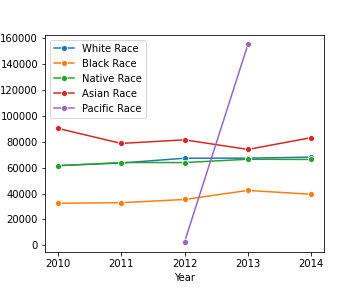 160000
140000
120000
100000
80000
60000
40000
20000
0
White Race
Black Race
Native Race
Asian Race
Pacific Race
2010 2011 2012 2013 2014
Year